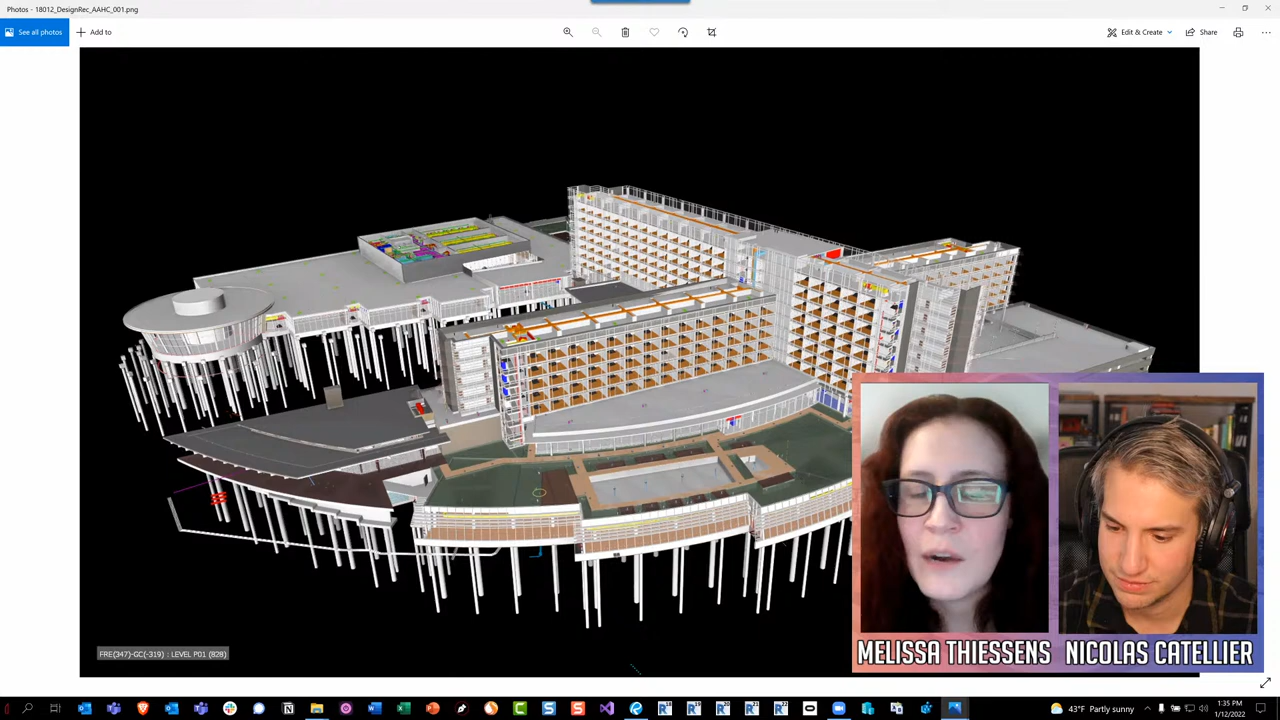 Photos - 18012_DesignRec_AAHC_001.png
See all photos
Add to
Edit & Create
Share
FRE(347)-GC(-319) : LEVEL P01 (828)
MELISSA THIESSENS
NICOLAS CATELLIER
43°F Partly sunny
1:35 PM
1/12/2022